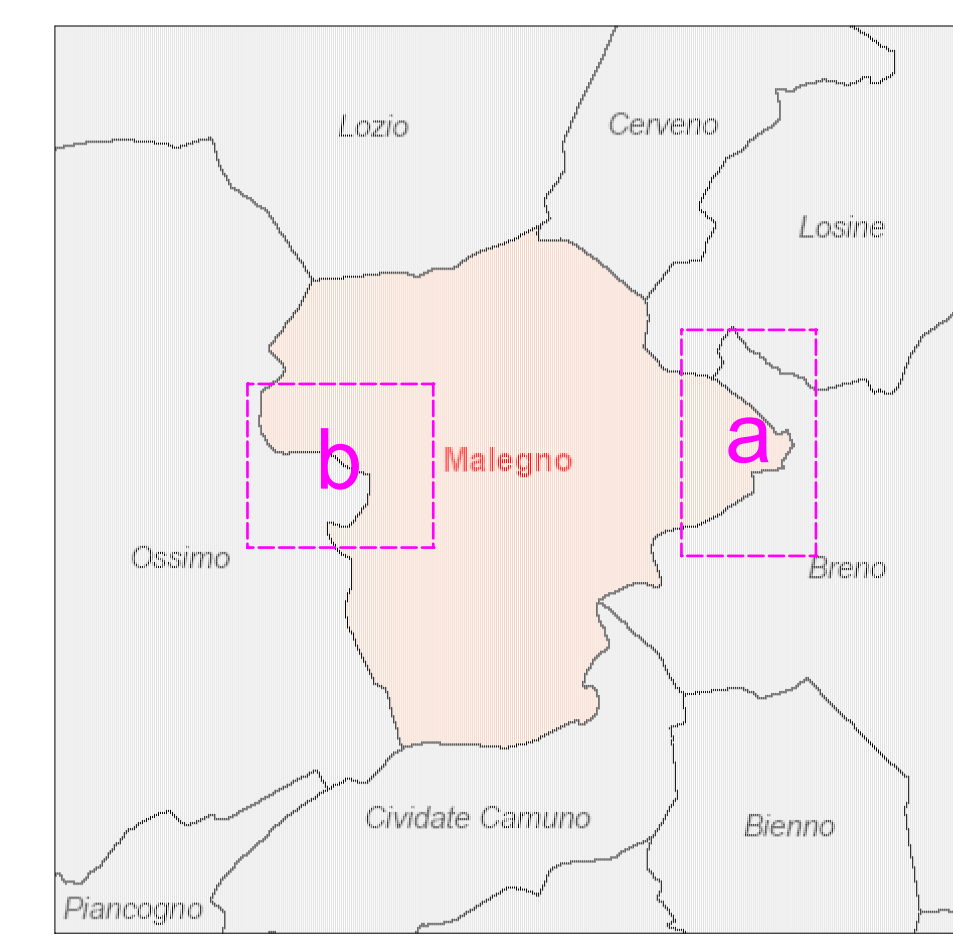 Lozio
Cerveno
Losine
a
b
Malegno
Ossimo
Breno
Cividate Camuno
Bienno
Piancogno